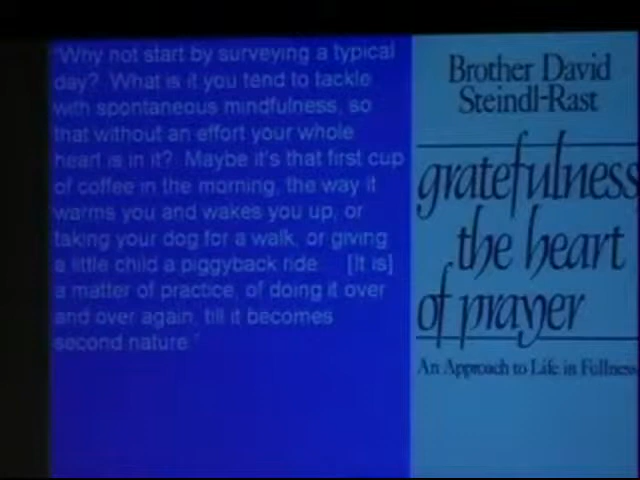 "Why not start by surveying a typical
day? What is it you tend to tackle
with spontaneous mindfulness, so
that without an effort your whole
heart is in it? Maybe it's that first cup
of coffee in the morning, the way it
warms you and wakes you up, or
taking your dog for a walk, or giving
a little child a piggyback ride. [It is]
a matter of practice, of doing it over
and over again, till it becomes
second nature."
Brother David
Steindl-Rast
gratefulness
the heart
of prayer
An Approach to Life in Fullness